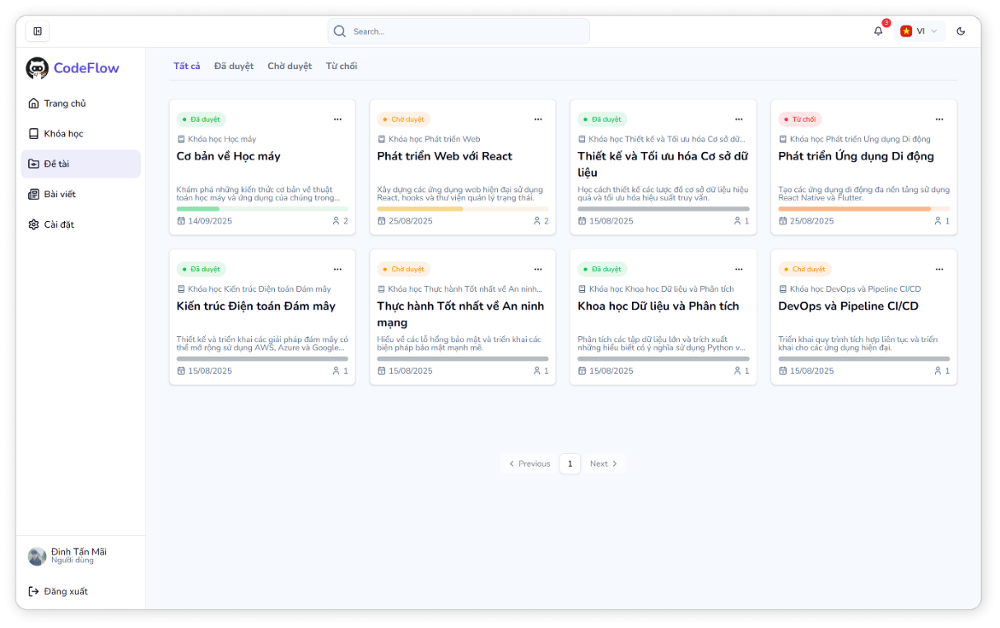 Search...
3
VI
CodeFlow
Trang chủ
Khóa học
Đề tài
Bài viết
Cài đặt
Tất cả Đã duyệt Chờ duyệt Từ chối
Đã duyệt
Khóa học Học máy
Cơ bản về Học máy
Khám phá những kiến thức cơ bản về thuật
toán học máy và ứng dụng của chúng trong...
14/09/2025 2
Chờ duyệt
Khóa học Phát triển Web
Phát triển Web với React
Xây dựng các ứng dụng web hiện đại sử dụng
React, hooks và thư viện quản lý trạng thái.
25/08/2025 2
Đã duyệt
Khóa học Thiết kế và Tối ưu hóa Cơ sở dữ...
Thiết kế và Tối ưu hóa Cơ sở dữ
liệu
Học cách thiết kế các lược đồ cơ sở dữ liệu hiệu
quả và tối ưu hóa hiệu suất truy vấn.
15/08/2025 1
Từ chối
Khóa học Phát triển Ứng dụng Di động
Phát triển Ứng dụng Di động
Tạo các ứng dụng di động đa nền tảng sử dụng
React Native và Flutter.
25/08/2025 1
Đã duyệt
Khóa học Kiến trúc Điện toán Đám mây
Kiến trúc Điện toán Đám mây
Thiết kế và triển khai các giải pháp đám mây có
thể mở rộng sử dụng AWS, Azure và Google...
15/08/2025 1
Chờ duyệt
Khóa học Thực hành Tốt nhất về An ninh...
Thực hành Tốt nhất về An ninh
mạng
Hiểu về các lỗ hổng bảo mật và triển khai các
biện pháp bảo mật mạnh mẽ.
15/08/2025 1
Đã duyệt
Khóa học Khoa học Dữ liệu và Phân tích
Khoa học Dữ liệu và Phân tích
Phân tích các tập dữ liệu lớn và trích xuất
những hiểu biết có ý nghĩa sử dụng Python v...
15/08/2025 1
Chờ duyệt
Khóa học DevOps và Pipeline CI/CD
DevOps và Pipeline CI/CD
Triển khai quy trình tích hợp liên tục và triển
khai cho các ứng dụng hiện đại.
15/08/2025 1
Previous 1 Next
Đinh Tấn Mãi
Người dùng
Đăng xuất